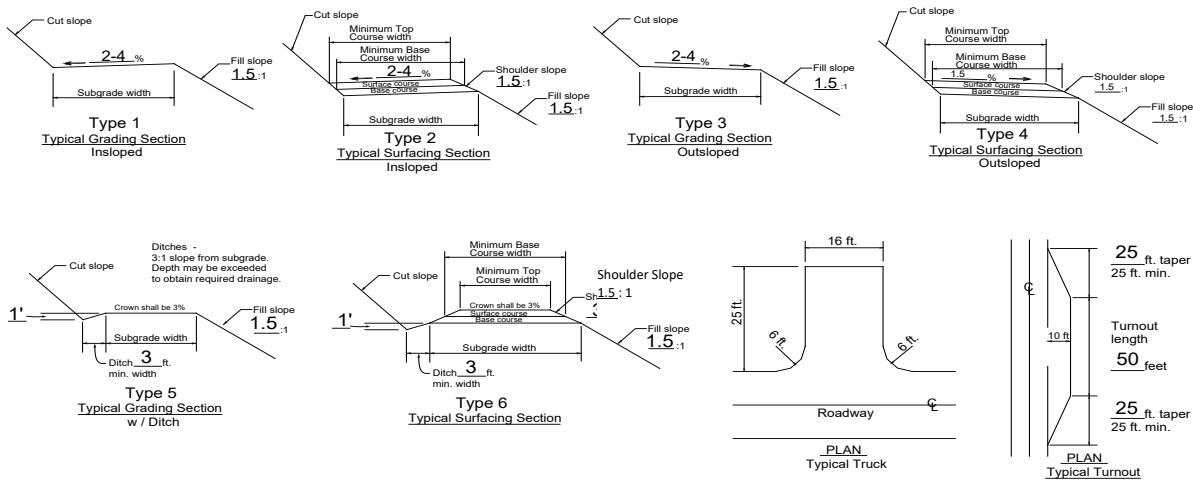 Cut slope
2-4 %
Fill slope
1.5 :1
Subgrade width
Type 1
Typical Grading Section
Insloped
Cut slope
Minimum Top
Course width
Minimum Base
Course width
2-4 %
Surface course
Base course
Shoulder slope
1.5 :1
Fill slope
1.5 :1
Subgrade width
Type 2
Typical Surfacing Section
Insloped
Cut slope
2-4 %
Fill slope
1.5 :1
Subgrade width
Type 3
Typical Grading Section
Outsloped
Cut slope
Minimum Top
Course width
Minimum Base
Course width
1.5 %
Surface course
Base course
Shoulder slope
1.5 :1
Fill slope
1.5 :1
Subgrade width
Type 4
Typical Surfacing Section
Outsloped
Ditches -
3:1 slope from subgrade.
Depth may be exceeded
to obtain required drainage.
Cut slope
Crown shall be 3%
1'
Fill slope
1.5 :1
Subgrade width
Ditch 3 ft.
min. width
Type 5
Typical Grading Section
w / Ditch
Cut slope
Minimum Base
Course width
Minimum Top
Course width
Shoulder Slope
1.5 : 1
Sh
Crown shall be 3%
Surface course
Base course
1'
Fill slope
1.5 :1
Subgrade width
Ditch 3 ft.
min. width
Type 6
Typical Surfacing Section
16 ft.
25 ft.
6 ft.
6 ft.
Roadway
CL
PLAN
Typical Truck
CL
25 ft. taper
25 ft. min.
10 ft.
Turnout
length
50 feet
25 ft. taper
25 ft. min.
PLAN
Typical Turnout